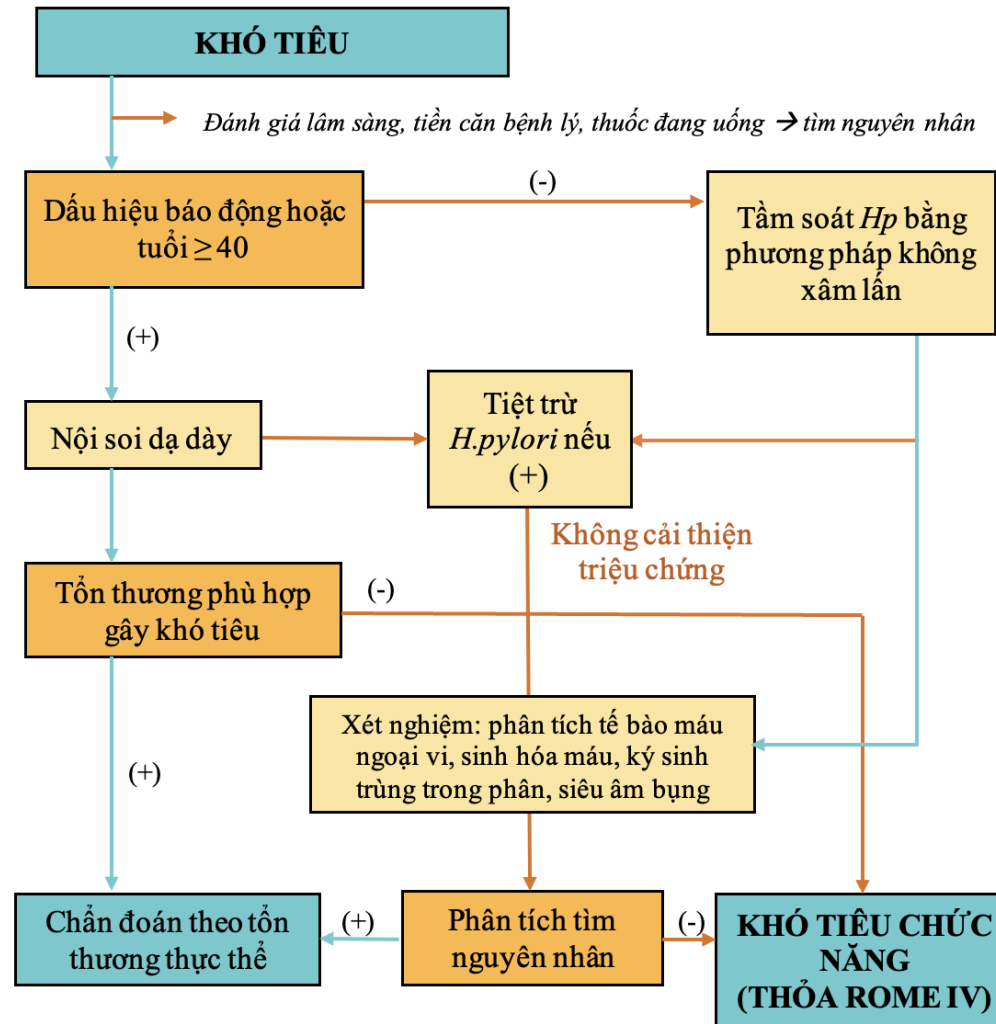 KHÓ TIÊU
Đánh giá lâm sàng, tiền căn bệnh lý, thuốc đang uống → tìm nguyên nhân
(-)
Dấu hiệu báo động hoặc
tuổi ≥ 40
Tầm soát Hp bằng
phương pháp không
xâm lấn
(+)
Nội soi dạ dày
Tiệt trừ
H.pylori nếu
(+)
Không cải thiện
triệu chứng
Tổn thương phù hợp
gây khó tiêu
(-)
Xét nghiệm: phân tích tế bào máu
ngoại vi, sinh hóa máu, ký sinh
trùng trong phân, siêu âm bụng
(+)
Chẩn đoán theo tổn
thương thực thể
(+)
Phân tích tìm
nguyên nhân
(-)
KHÓ TIÊU CHỨC
NĂNG
(THỎA ROME IV)